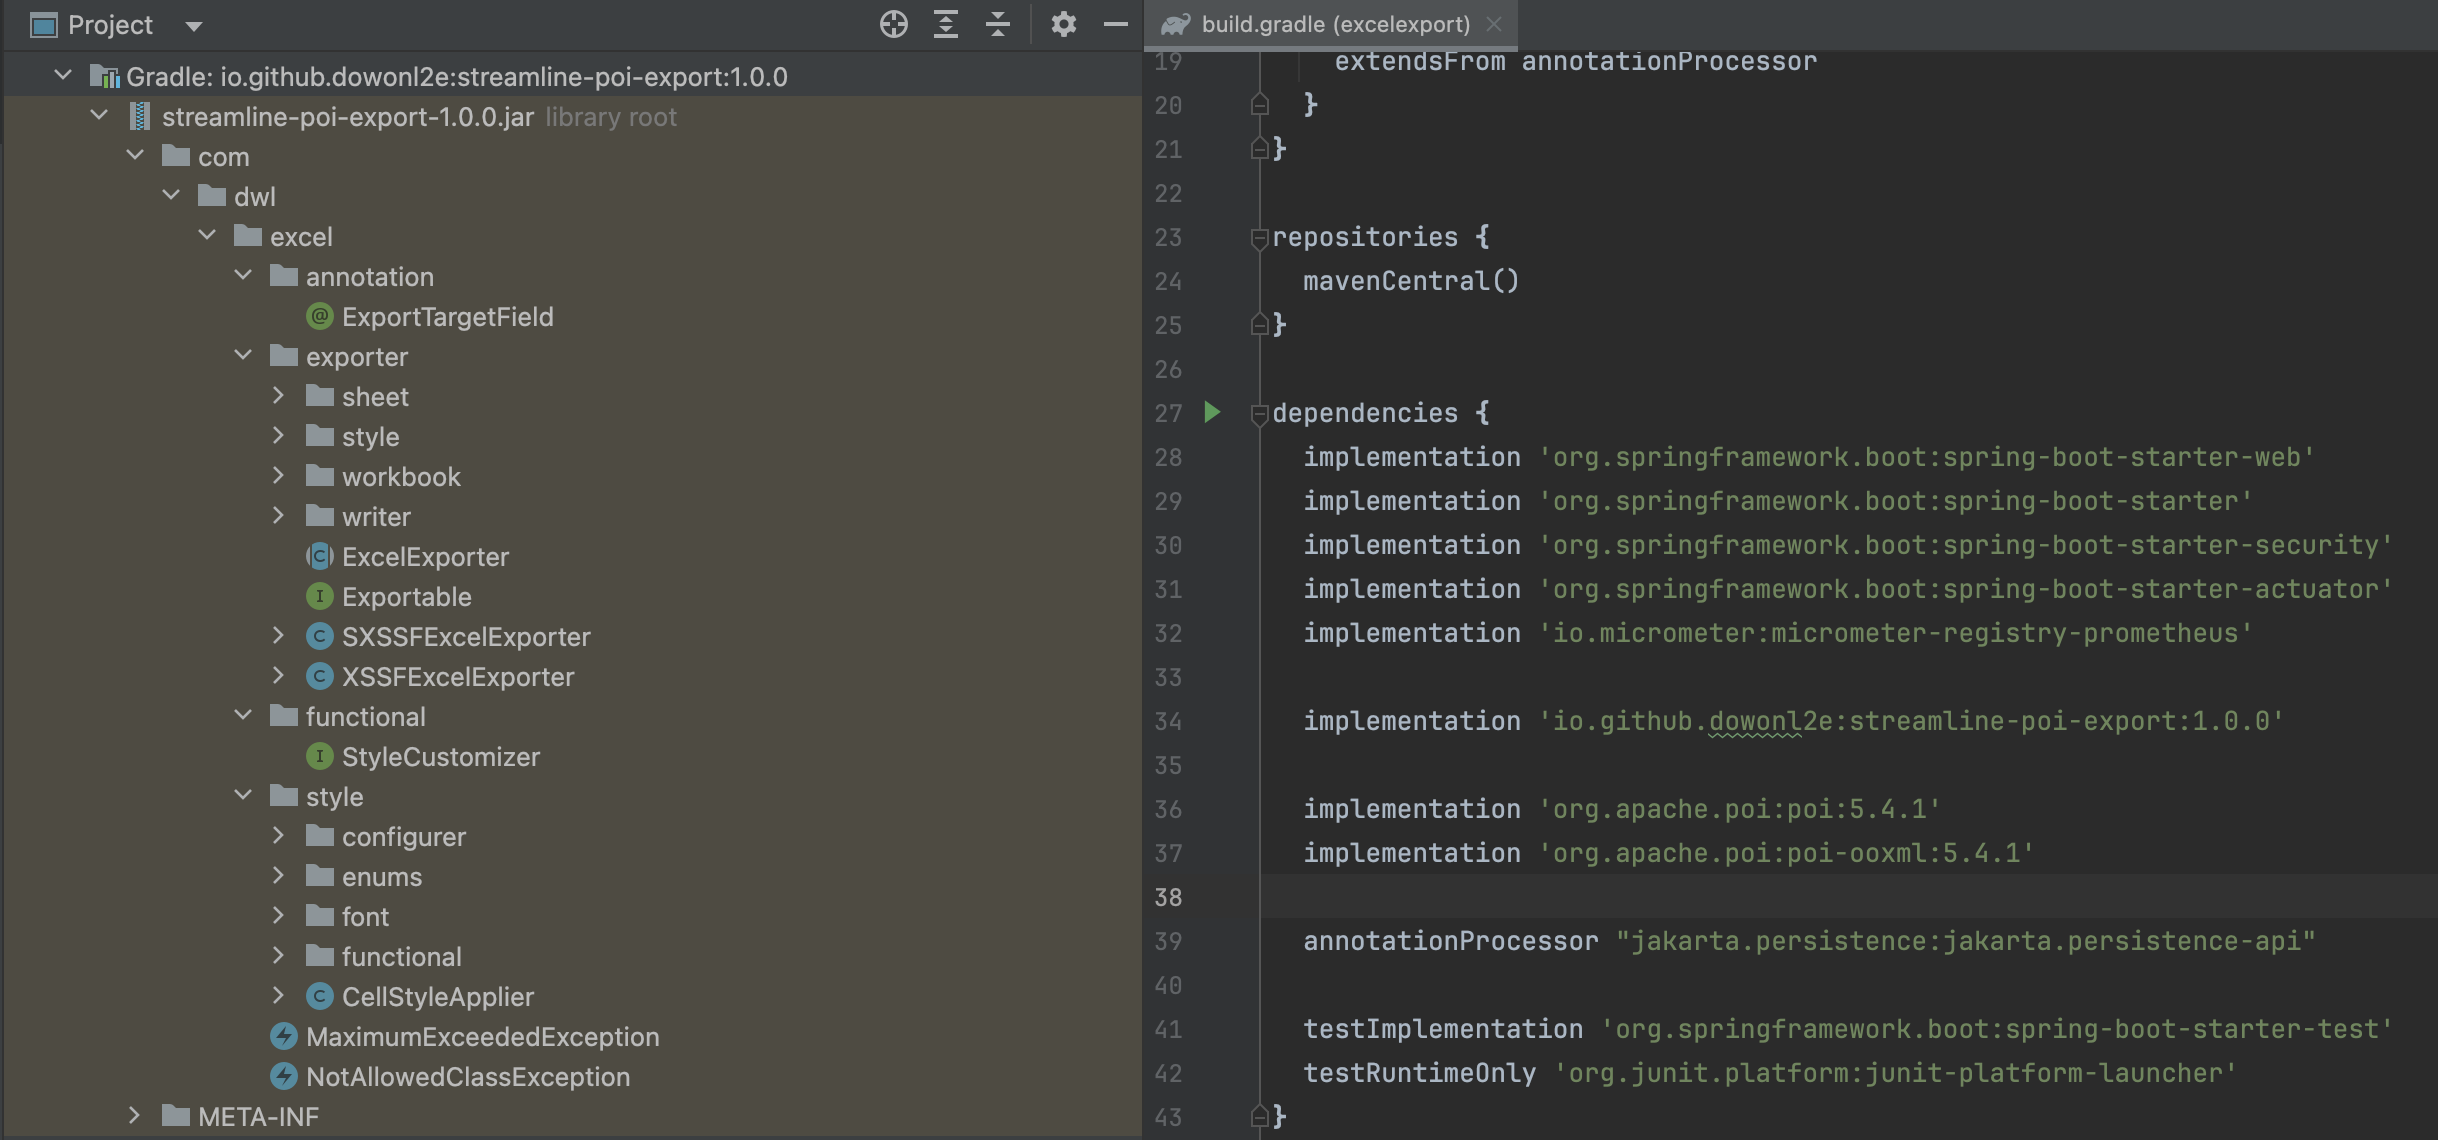 Project
Gradle: io.github.dowonl2e:streamline-poi-export:1.0.0
streamline-poi-export-1.0.0.jar library root
com
dwl
excel
annotation
@ ExportTargetField
exporter
sheet
style
workbook
writer
C ExcelExporter
I Exportable
C SXSSFExcelExporter
C XSSFExcelExporter
functional
I StyleCustomizer
style
configurer
enums
font
functional
C CellStyleApplier
MaximumExceededException
NotAllowedClassException
META-INF
build.gradle (excelexport)
19 extendsFrom annotationProcessor
20 }
21 }
22
23 repositories {
24 mavenCentral()
25 }
26
27 dependencies {
28 implementation 'org.springframework.boot:spring-boot-starter-web'
29 implementation 'org.springframework.boot:spring-boot-starter'
30 implementation 'org.springframework.boot:spring-boot-starter-security'
31 implementation 'org.springframework.boot:spring-boot-starter-actuator'
32 implementation 'io.micrometer:micrometer-registry-prometheus'
33
34 implementation 'io.github.dowonl2e:streamline-poi-export:1.0.0'
35
36 implementation 'org.apache.poi:poi:5.4.1'
37 implementation 'org.apache.poi:poi-ooxml:5.4.1'
38
39 annotationProcessor "jakarta.persistence:jakarta.persistence-api"
40
41 testImplementation 'org.springframework.boot:spring-boot-starter-test'
42 testRuntimeOnly 'org.junit.platform:junit-platform-launcher'
43 }